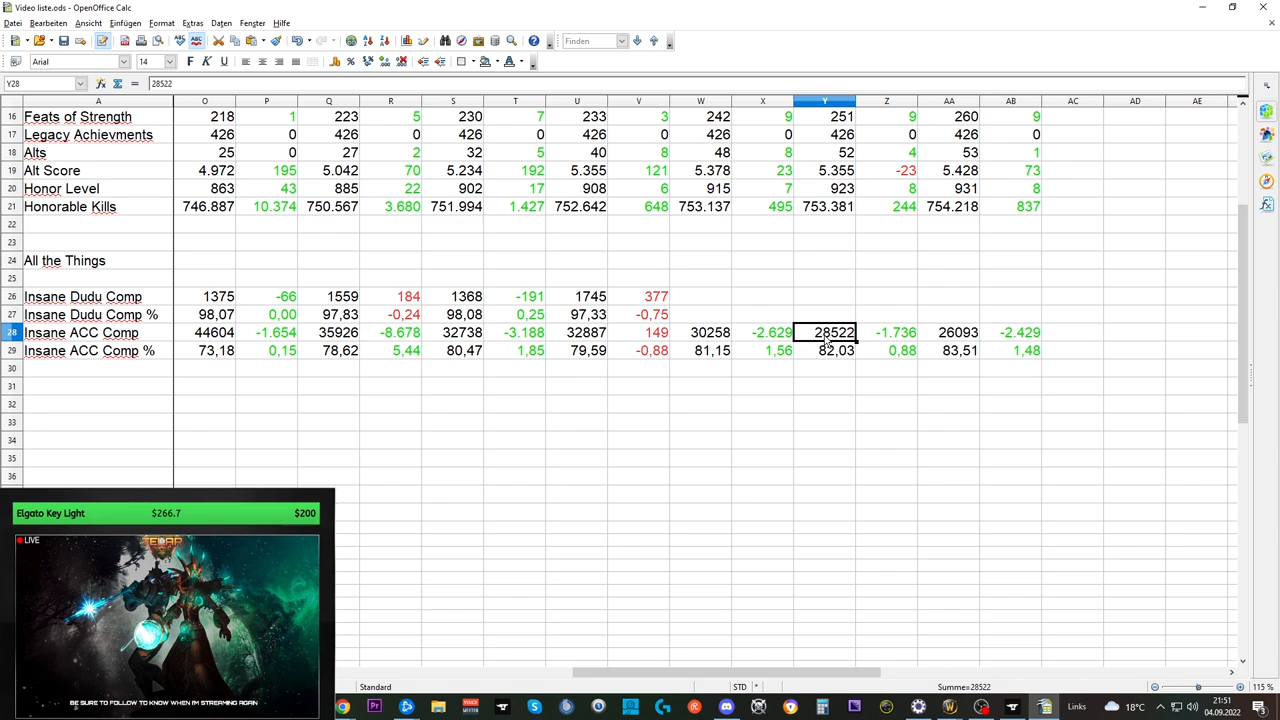 Video liste.ods - OpenOffice Calc
Datei Bearbeiten Ansicht Einfügen Format Extras Daten Fenster Hilfe
Finden
Arial 14 F K U
Y28 28522
A O P Q R S T U V W X Y Z AA AB AC AD AE
16 Feats of Strength 218 1 223 5 230 7 233 3 242 9 251 9 260 9
17 Legacy Achievments 426 0 426 0 426 0 426 0 426 0 426 0 426 0
18 Alts 25 0 27 2 32 5 40 8 48 8 52 4 53 1
19 Alt Score 4.972 195 5.042 70 5.234 192 5.355 121 5.378 23 5.355 -23 5.428 73
20 Honor Level 863 43 885 22 902 17 908 6 915 7 923 8 931 8
21 Honorable Kills 746.887 10.374 750.567 3.680 751.994 1.427 752.642 648 753.137 495 753.381 244 754.218 837
22
23
24 All the Things
25
26 Insane Dudu Comp 1375 -66 1559 184 1368 -191 1745 377
27 Insane Dudu Comp % 98,07 0,00 97,83 -0,24 98,08 0,25 97,33 -0,75
28 Insane ACC Comp 44604 -1.654 35926 -8.678 32738 -3.188 32887 149 30258 -2.629 28522 -1.736 26093 -2.429
29 Insane ACC Comp % 73,18 0,15 78,62 5,44 80,47 1,85 79,59 -0,88 81,15 1,56 82,03 0,88 83,51 1,48
30
31
32
33
34
35
36
Elgato Key Light $266.7 $200
LIVE
BE SURE TO FOLLOW TO KNOW WHEN I'M STREAMING AGAIN
Standard STD * Summe=28522 115 %
Links 18°C 21:51
04.09.2022